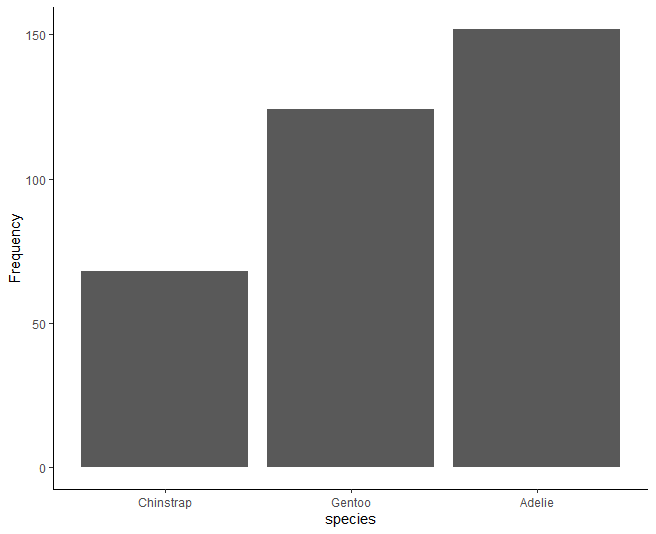 150
100
50
0
Frequency
Chinstrap
Gentoo
Adelie
species